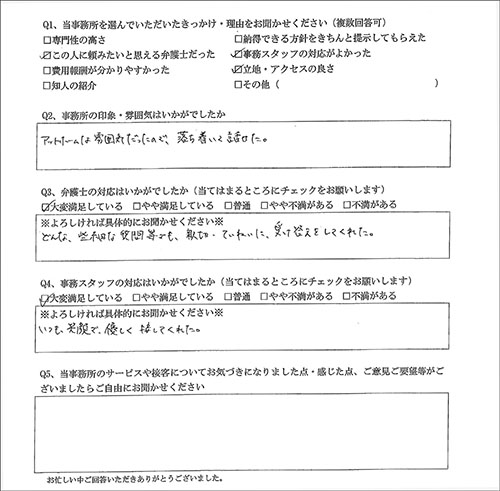 Q1、当事務所を選んでいただいたきっかけ・理由をお聞かせください（複数回答可）
□専門性の高さ □納得できる方針をきちんと提示してもらえた
☑この人に頼みたいと思える弁護士だった ☑事務スタッフの対応がよかった
□費用報酬が分かりやすかった ☑立地・アクセスの良さ
□知人の紹介 □その他（ ）
Q2、事務所の印象・雰囲気はいかがでしたか
アットホームな雰囲気だったので、落ち着いて話せた。
Q3、弁護士の対応はいかがでしたか（当てはまるところにチェックをお願いします）
☑大変満足している □やや満足している □普通 □やや不満がある □不満がある
※よろしければ具体的にお聞かせください※
どんな、些細な質問等でも、親切・ていねいに、受け答えをしてくれた。
Q4、事務スタッフの対応はいかがでしたか（当てはまるところにチェックをお願いします）
☑大変満足している □やや満足している □普通 □やや不満がある □不満がある
※よろしければ具体的にお聞かせください※
いつも、笑顔で、優しく接してくれた。
Q5、当事務所のサービスや接客についてお気づきになりました点・感じた点、ご意見ご要望等がご
ざいましたらご自由にお聞かせください
お忙しい中ご回答いただきありがとうございました。